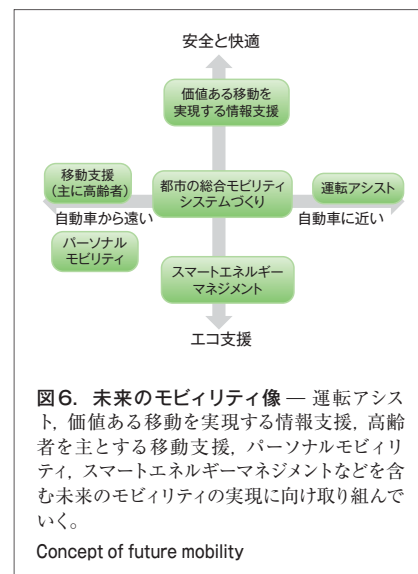 安全と快適
価値ある移動を
実現する情報支援
移動支援
(主に高齢者)
都市の総合モビリティ
システムづくり
運転アシスト
自動車から遠い
自動車に近い
パーソナル
モビリティ
スマートエネルギー
マネジメント
エコ支援
図6. 未来のモビィリティ像 — 運転アシス
ト, 価値ある移動を実現する情報支援, 高齢
者を主とする移動支援, パーソナルモビィリ
ティ, スマートエネルギーマネジメントなどを含
む未来のモビィリティの実現に向け取り組んで
いく。
Concept of future mobility